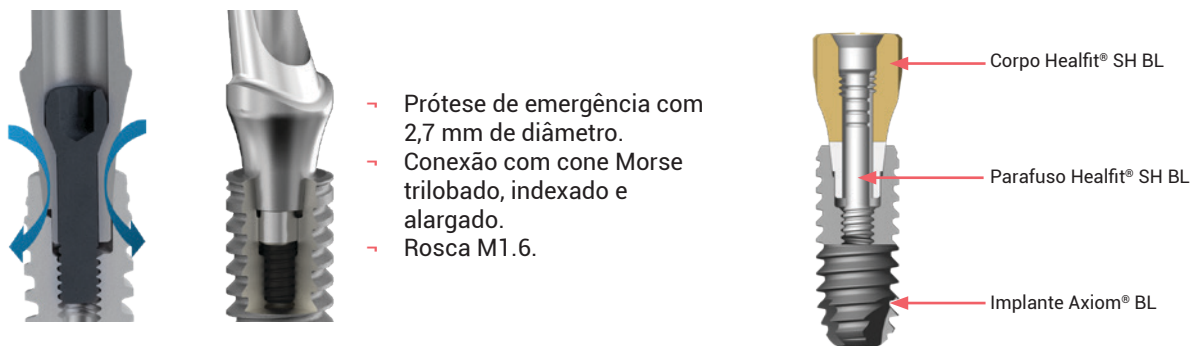 ¬ Prótese de emergência com
2,7 mm de diâmetro.
¬ Conexão com cone Morse
trilobado, indexado e
alargado.
¬ Rosca M1.6.
Corpo Healfit® SH BL
Parafuso Healfit® SH BL
Implante Axiom® BL